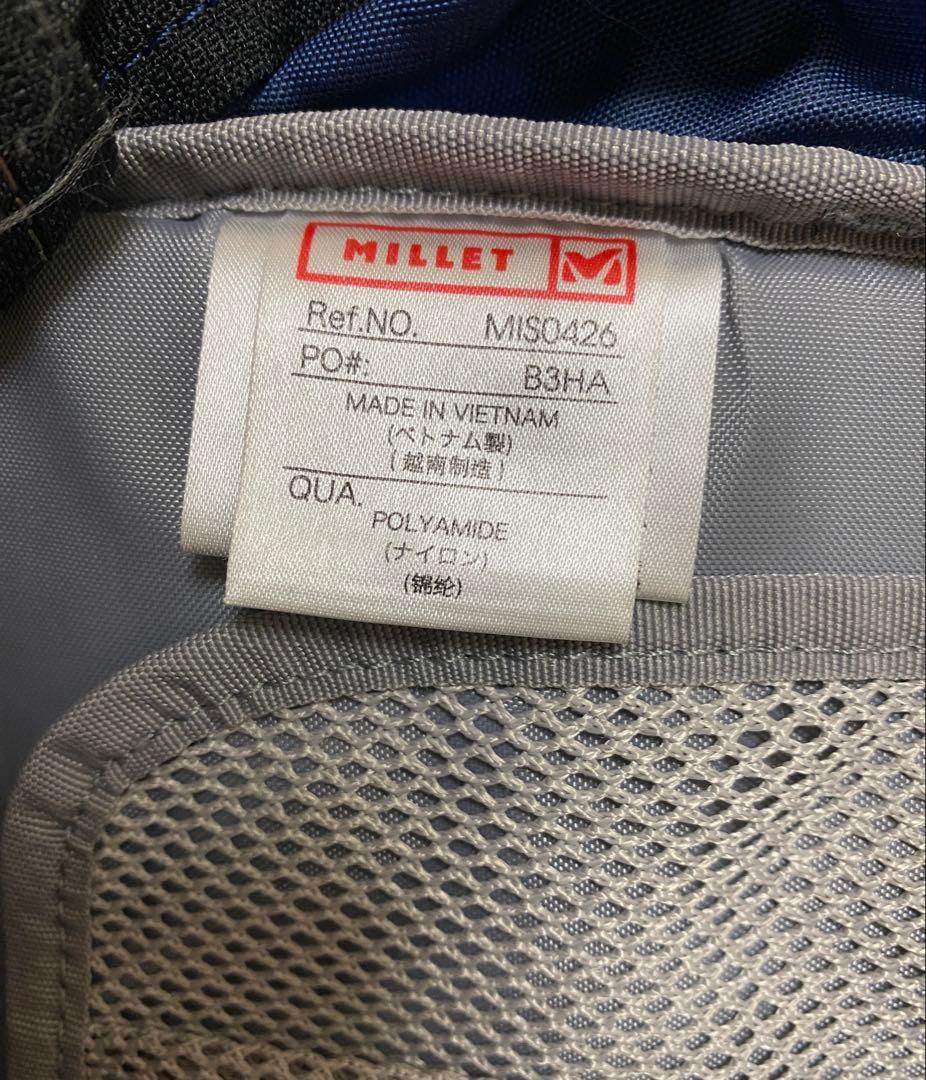 MILLET
Ref.NO. MIS0426
PO#: B3HA
MADE IN VIETNAM
(ベトナム製)
(越南制造)
QUA.
POLYAMIDE
(ナイロン)
(锦纶)